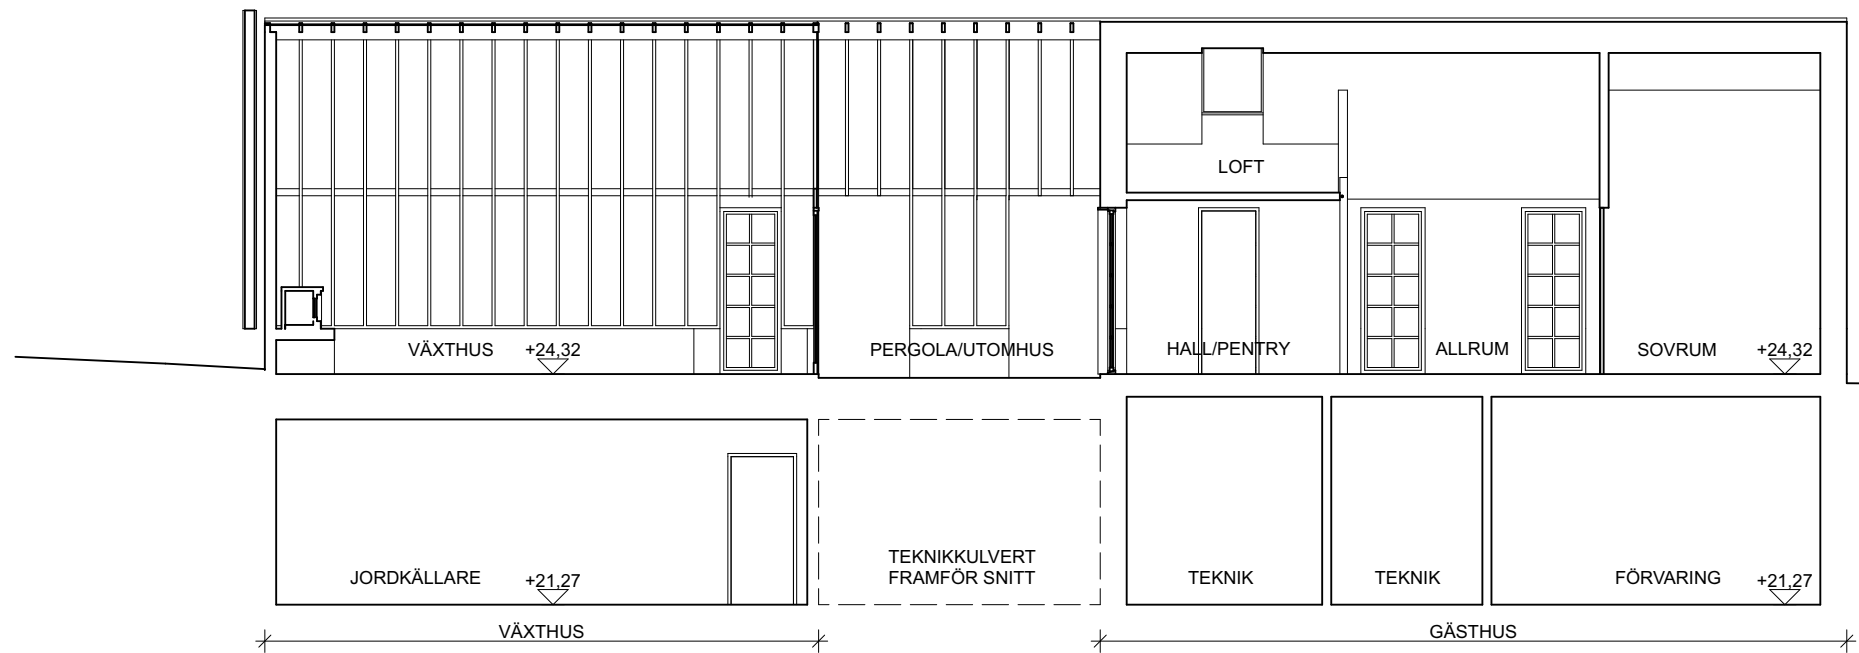 LOFT
VÄXTHUS +24,32
PERGOLA/UTOMHUS
HALL/PENTRY
ALLRUM
SOVRUM +24,32
JORDKÄLLARE +21,27
TEKNIKKULVERT
FRAMFÖR SNITT
TEKNIK
TEKNIK
FÖRVARING +21,27
VÄXTHUS
GÄSTHUS